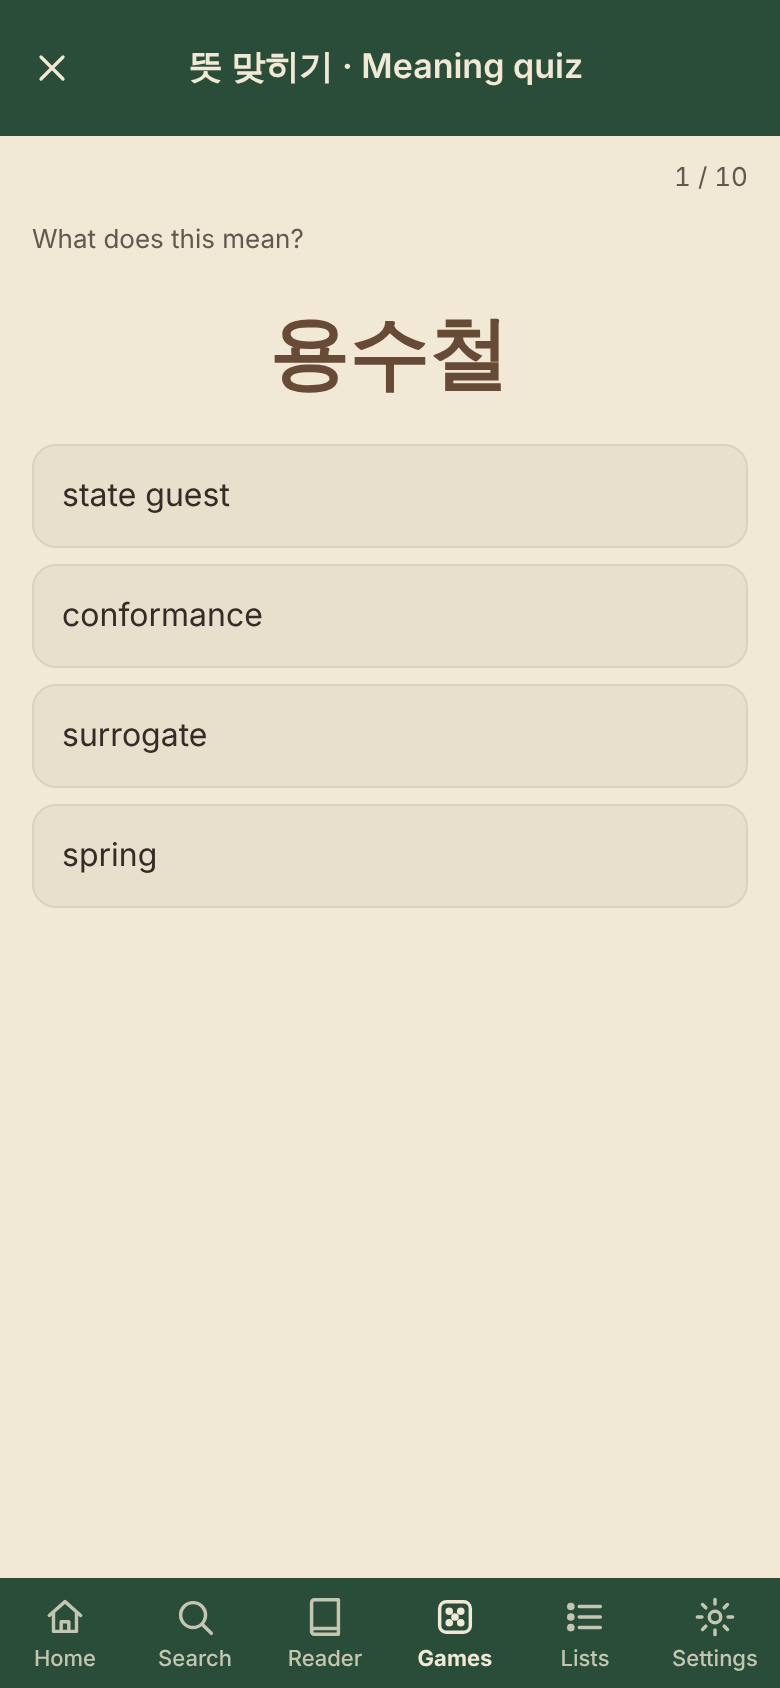 뜻 맞히기 · Meaning quiz
1 / 10
What does this mean?
용수철
state guest
conformance
surrogate
spring
Home Search Reader Games Lists Settings